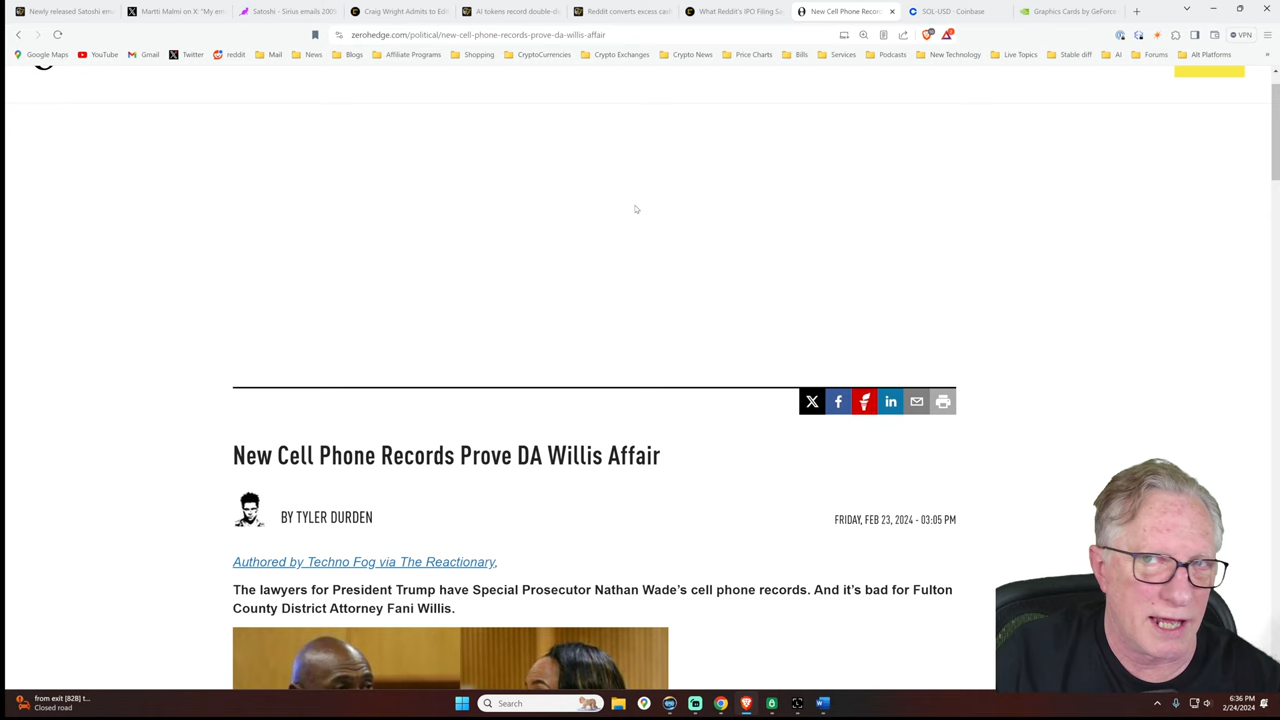 Newly released Satoshi ema
Martti Malmi on X: "My em
Satoshi - Sirius emails 2009
Craig Wright Admits to Edi
AI tokens record double-d
Reddit converts excess cas
What Reddit's IPO Filing Sa
New Cell Phone Record
SOL-USD - Coinbase
Graphics Cards by GeForce
zerohedge.com/political/new-cell-phone-records-prove-da-willis-affair
VPN
Google Maps
YouTube
Gmail
Twitter
reddit
Mail
News
Blogs
Affiliate Programs
Shopping
CryptoCurrencies
Crypto Exchanges
Crypto News
Price Charts
Bills
Services
Podcasts
New Technology
Live Topics
Stable diff
AI
Forums
Alt Platforms
New Cell Phone Records Prove DA Willis Affair
BY TYLER DURDEN
FRIDAY, FEB 23, 2024 - 03:05 PM
Authored by Techno Fog via The Reactionary,
The lawyers for President Trump have Special Prosecutor Nathan Wade's cell phone records. And it's bad for Fulton
County District Attorney Fani Willis.
from exit [82B] t...
Closed road
Search
6:36 PM
2/24/2024